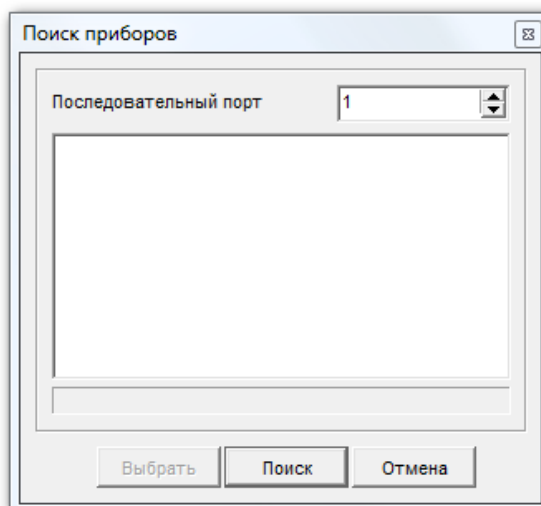 Поиск приборов
Последовательный порт 1
Выбрать Поиск Отмена